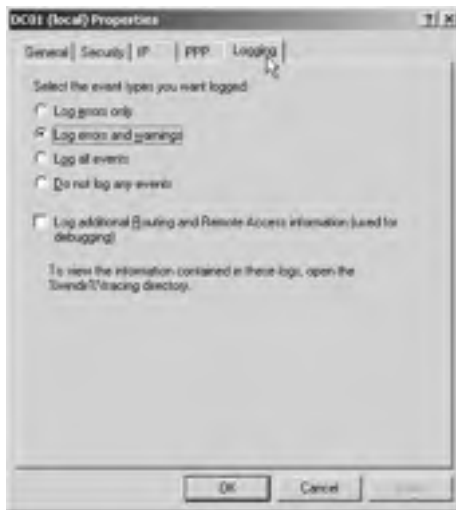 DC01 (local) Properties
General Security IP PPP Logging
Select the event types you want logged:
Log errors only
Log errors and warnings
Log all events
Do not log any events
Log additional Routing and Remote Access information (used for
debugging)
To view the information contained in these logs, open the
%windir%\tracing directory.
OK Cancel